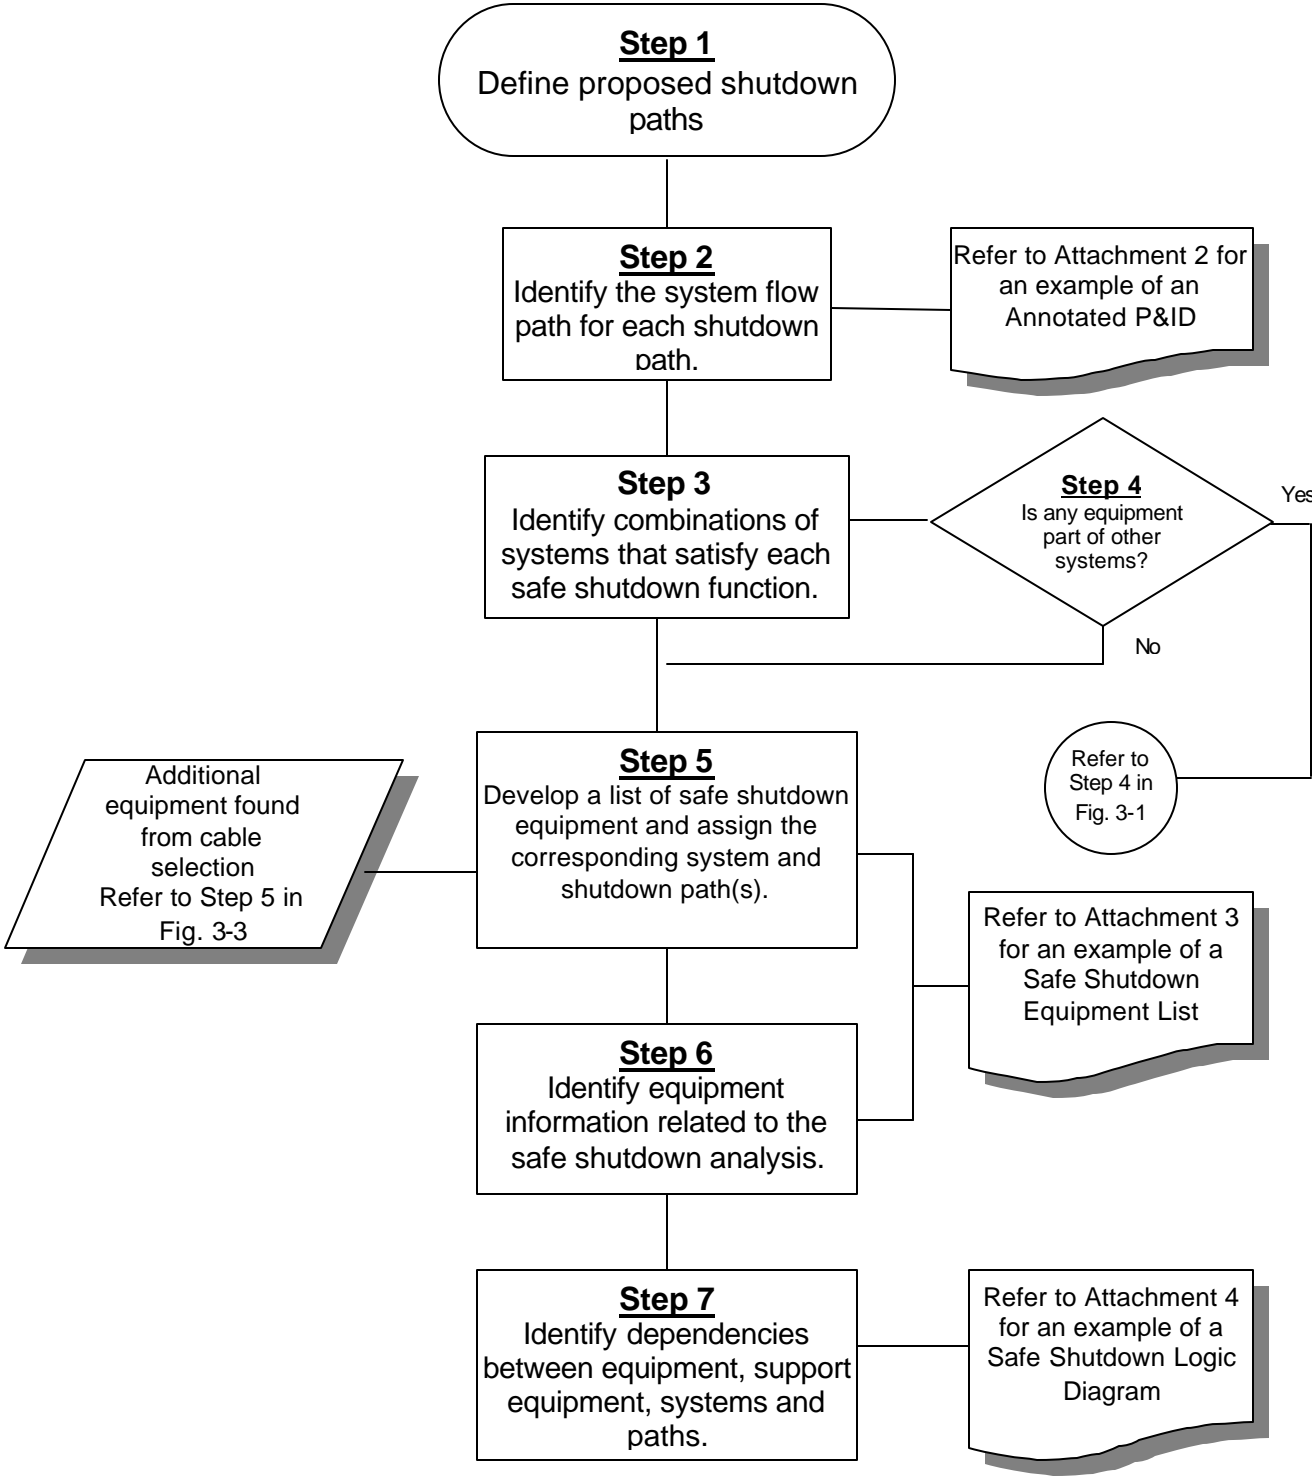 Step 1
Define proposed shutdown
paths
Step 2
Identify the system flow
path for each shutdown
path.
Refer to Attachment 2 for
an example of an
Annotated P&ID
Step 3
Identify combinations of
systems that satisfy each
safe shutdown function.
Step 4
Is any equipment
part of other
systems?
Yes
No
Refer to
Step 4 in
Fig. 3-1
Step 5
Develop a list of safe shutdown
equipment and assign the
corresponding system and
shutdown path(s).
Additional
equipment found
from cable
selection
Refer to Step 5 in
Fig. 3-3
Refer to Attachment 3
for an example of a
Safe Shutdown
Equipment List
Step 6
Identify equipment
information related to the
safe shutdown analysis.
Step 7
Identify dependencies
between equipment, support
equipment, systems and
paths.
Refer to Attachment 4
for an example of a
Safe Shutdown Logic
Diagram